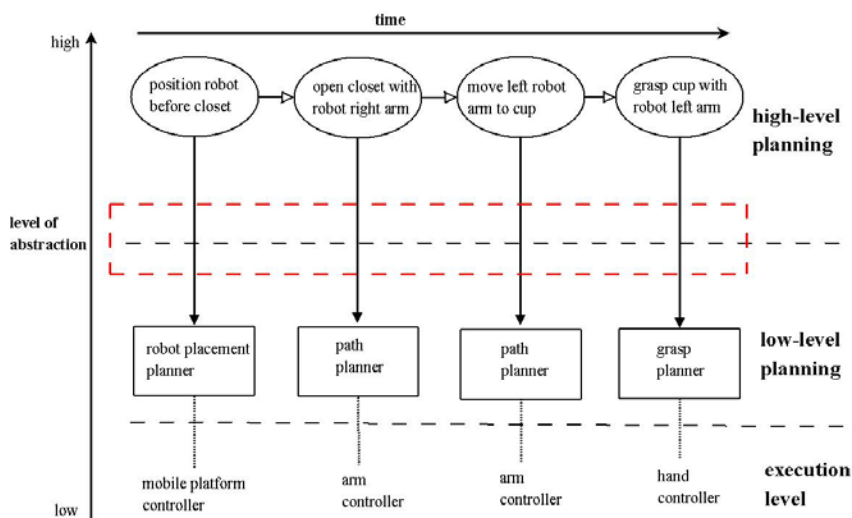 time
high
position robot
before closet
open closet with
robot right arm
move left robot
arm to cup
grasp cup with
robot left arm
high-level
planning
level of
abstraction
robot placement
planner
path
planner
path
planner
grasp
planner
low-level
planning
mobile platform
controller
arm
controller
arm
controller
hand
controller
execution
level
low